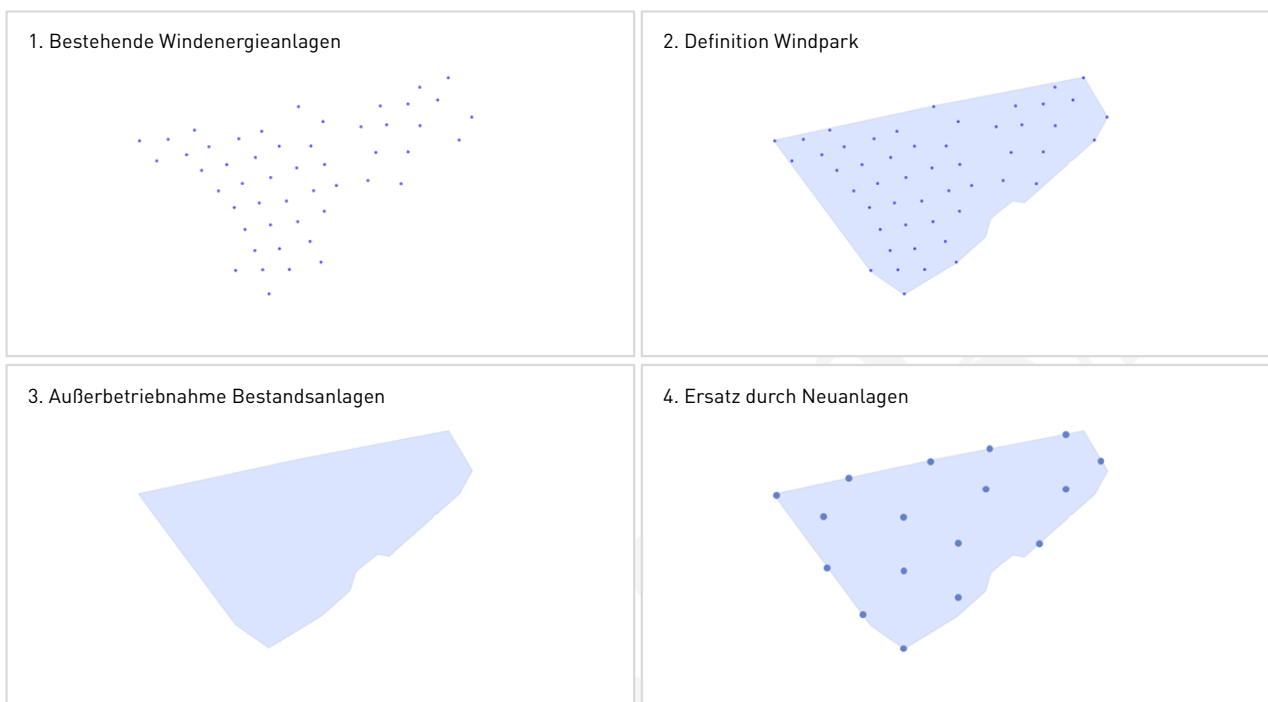 1. Bestehende Windenergieanlagen
2. Definition Windpark
3. Außerbetriebnahme Bestandsanlagen
4. Ersatz durch Neuanlagen